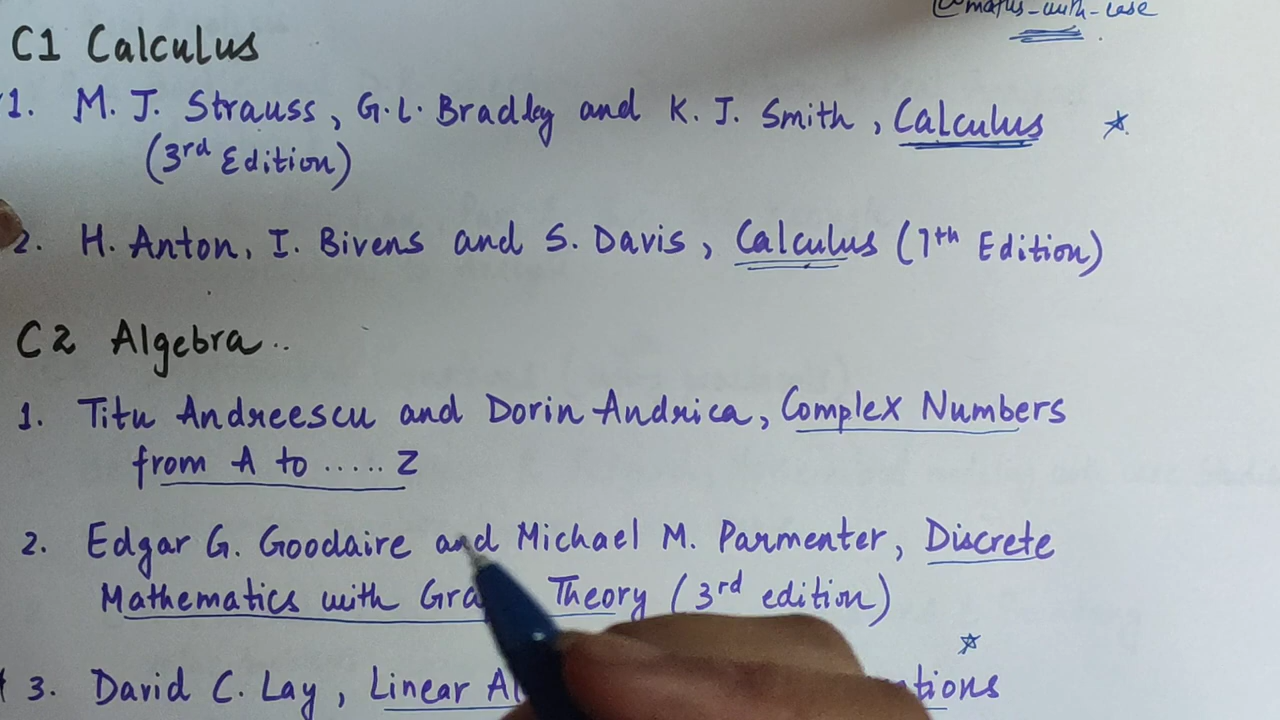 @maths_with_ease
C1 Calculus
1. M. J. Strauss, G.L. Bradley and K. J. Smith, Calculus
(3rd Edition)
2. H. Anton, I. Bivens and S. Davis, Calculus (7th Edition)
C2 Algebra..
1. Titu Andreescu and Dorin Andrica, Complex Numbers
from A to ..... Z
2. Edgar G. Goodaire and Michael M. Parmenter, Discrete
Mathematics with Theory (3rd edition)
3. David C. Lay, Linear